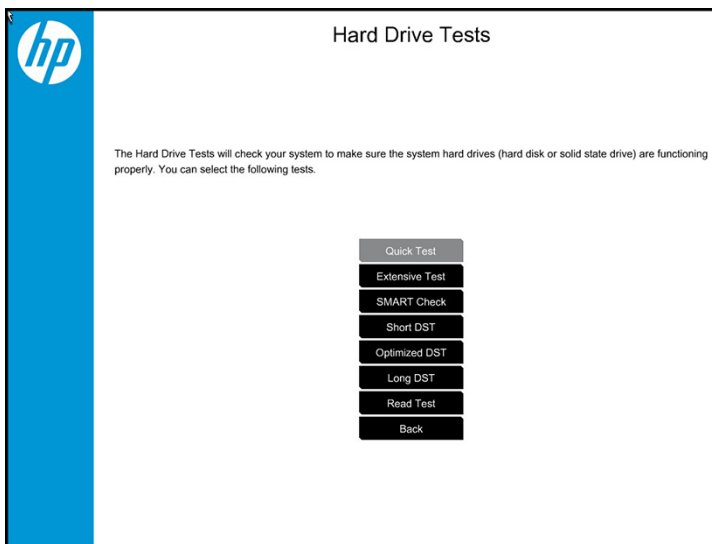 hp
Hard Drive Tests
The Hard Drive Tests will check your system to make sure the system hard drives (hard disk or solid state drive) are functioning
properly. You can select the following tests.
Quick Test
Extensive Test
SMART Check
Short DST
Optimized DST
Long DST
Read Test
Back